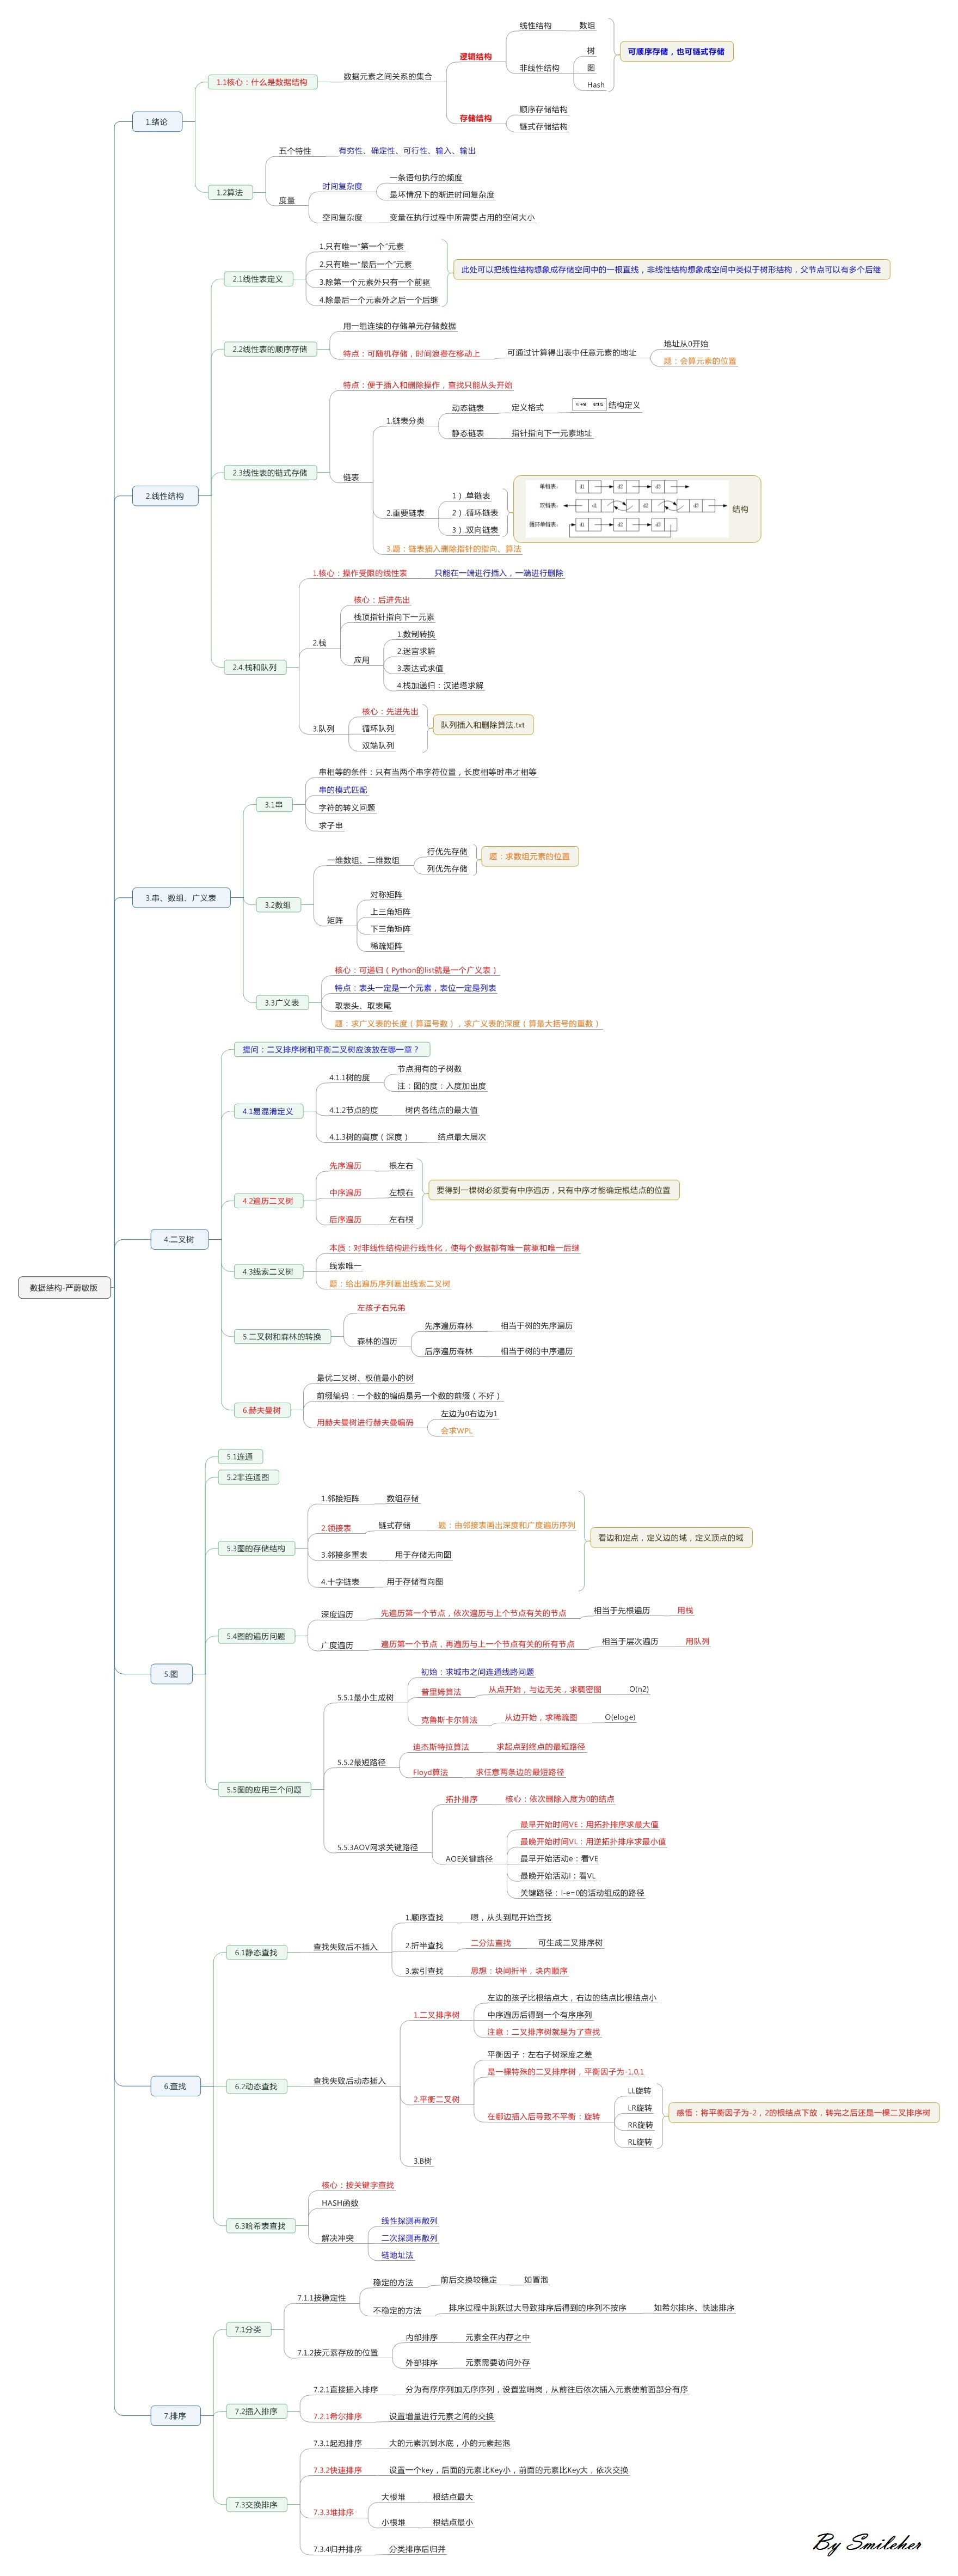 数据结构-严蔚敏版
1.绪论
1.1核心：什么是数据结构
数据元素之间关系的集合
逻辑结构
线性结构
数组
非线性结构
树
图
Hash
可顺序存储，也可链式存储
存储结构
顺序存储结构
链式存储结构
1.2算法
五个特性
有穷性、确定性、可行性、输入、输出
度量
时间复杂度
一条语句执行的频度
最坏情况下的渐进时间复杂度
空间复杂度
变量在执行过程中所需要占用的空间大小
2.线性结构
2.1线性表定义
1.只有唯一“第一个”元素
2.只有唯一“最后一个”元素
3.除第一个元素外只有一个前驱
4.除最后一个元素外之后一个后继
此处可以把线性结构想象成存储空间中的一根直线，非线性结构想象成空间中类似于树形结构，父节点可以有多个后继
2.2线性表的顺序存储
用一组连续的存储单元存储数据
特点：可随机存储，时间浪费在移动上
可通过计算得出表中任意元素的地址
地址从0开始
题：会算元素的位置
2.3线性表的链式存储
特点：便于插入和删除操作，查找只能从头开始
链表
1.链表分类
动态链表
定义格式
结构定义
静态链表
指针指向下一元素地址
2.重要链表
1）.单链表
2）.循环链表
3）.双向链表
单链表：
d1
d2
d3
双链表：
d1
d2
d3
循环单链表：
d1
d2
d3
结构
3.题：链表插入删除指针的指向、算法
2.4.栈和队列
1.核心：操作受限的线性表
只能在一端进行插入，一端进行删除
2.栈
核心：后进先出
栈顶指针指向下一元素
应用
1.数制转换
2.迷宫求解
3.表达式求值
4.栈加递归：汉诺塔求解
3.队列
核心：先进先出
循环队列
双端队列
队列插入和删除算法.txt
3.串、数组、广义表
3.1串
串相等的条件：只有当两个串字符位置，长度相等时串才相等
串的模式匹配
字符的转义问题
求子串
3.2数组
一维数组、二维数组
行优先存储
列优先存储
题：求数组元素的位置
矩阵
对称矩阵
上三角矩阵
下三角矩阵
稀疏矩阵
3.3广义表
核心：可递归（Python的list就是一个广义表）
特点：表头一定是一个元素，表位一定是列表
取表头、取表尾
题：求广义表的长度（算逗号数），求广义表的深度（算最大括号的重数）
4.二叉树
提问：二叉排序树和平衡二叉树应该放在哪一章？
4.1易混淆定义
4.1.1树的度
节点拥有的子树数
注：图的度：入度加出度
4.1.2节点的度
树内各结点的最大值
4.1.3树的高度（深度）
结点最大层次
4.2遍历二叉树
先序遍历
根左右
中序遍历
左根右
后序遍历
左右根
要得到一棵树必须要有中序遍历，只有中序才能确定根结点的位置
4.3线索二叉树
本质：对非线性结构进行线性化，使每个数据都有唯一前驱和唯一后继
线索唯一
题：给出遍历序列画出线索二叉树
5.二叉树和森林的转换
左孩子右兄弟
森林的遍历
先序遍历森林
相当于树的先序遍历
后序遍历森林
相当于树的中序遍历
6.赫夫曼树
最优二叉树、权值最小的树
前缀编码：一个数的编码是另一个数的前缀（不好）
用赫夫曼树进行赫夫曼编码
左边为0右边为1
会求WPL
5.图
5.1连通
5.2非连通图
5.3图的存储结构
1.邻接矩阵
数组存储
2.领接表
链式存储
题：由邻接表画出深度和广度遍历序列
3.邻接多重表
用于存储无向图
4.十字链表
用于存储有向图
看边和定点，定义边的域，定义顶点的域
5.4图的遍历问题
深度遍历
先遍历第一个节点，依次遍历与上个节点有关的节点
相当于先根遍历
用栈
广度遍历
遍历第一个节点，再遍历与上一个节点有关的所有节点
相当于层次遍历
用队列
5.5图的应用三个问题
5.5.1最小生成树
初始：求城市之间连通线路问题
普里姆算法
从点开始，与边无关，求稠密图
O(n2)
克鲁斯卡尔算法
从边开始，求稀疏图
O(eloge)
5.5.2最短路径
迪杰斯特拉算法
求起点到终点的最短路径
Floyd算法
求任意两条边的最短路径
5.5.3AOV网求关键路径
拓扑排序
核心：依次删除入度为0的结点
AOE关键路径
最早开始时间VE：用拓扑排序求最大值
最晚开始时间VL：用逆拓扑排序求最小值
最早开始活动e：看VE
最晚开始活动l：看VL
关键路径：l-e=0的活动组成的路径
6.查找
6.1静态查找
查找失败后不插入
1.顺序查找
嗯，从头到尾开始查找
2.折半查找
二分法查找
可生成二叉排序树
3.索引查找
思想：块间折半，块内顺序
6.2动态查找
查找失败后动态插入
1.二叉排序树
左边的孩子比根结点大，右边的结点比根结点小
中序遍历后得到一个有序序列
注意：二叉排序树就是为了查找
2.平衡二叉树
平衡因子：左右子树深度之差
是一棵特殊的二叉排序树，平衡因子为-1,0,1
在哪边插入后导致不平衡：旋转
LL旋转
LR旋转
RR旋转
RL旋转
感悟：将平衡因子为-2，2的根结点下放，转完之后还是一棵二叉排序树
3.B树
6.3哈希表查找
核心：按关键字查找
HASH函数
解决冲突
线性探测再散列
二次探测再散列
链地址法
7.排序
7.1分类
7.1.1按稳定性
稳定的方法
前后交换较稳定
如冒泡
不稳定的方法
排序过程中跳跃过大导致排序后得到的序列不按序
如希尔排序、快速排序
7.1.2按元素存放的位置
内部排序
元素全在内存之中
外部排序
元素需要访问外存
7.2插入排序
7.2.1直接插入排序
分为有序序列加无序序列，设置监哨岗，从前往后依次插入元素使前面部分有序
7.2.1希尔排序
设置增量进行元素之间的交换
7.3交换排序
7.3.1起泡排序
大的元素沉到水底，小的元素起泡
7.3.2快速排序
设置一个key，后面的元素比Key小，前面的元素比Key大，依次交换
7.3.3堆排序
大根堆
根结点最大
小根堆
根结点最小
7.3.4归并排序
分类排序后归并
By Smileher